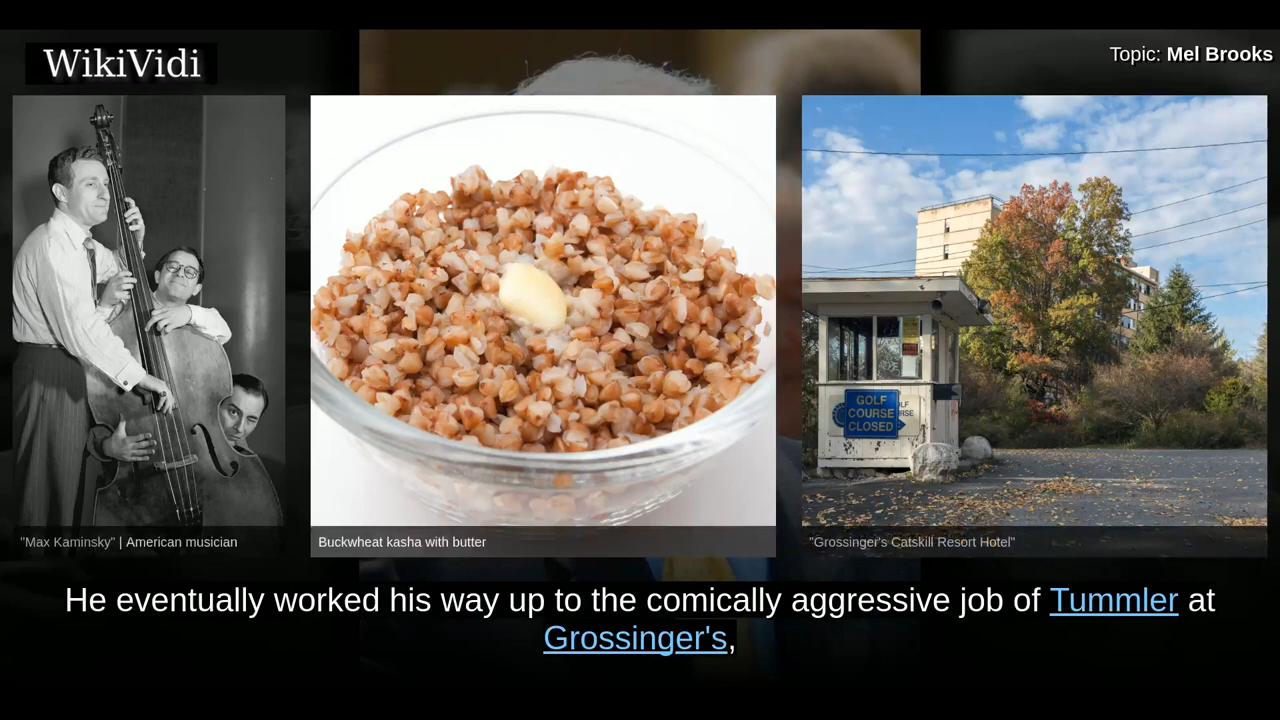 WikiVidi
Topic: Mel Brooks
GOLF
COURSE
CLOSED
"Max Kaminsky" | American musician
Buckwheat kasha with butter
"Grossinger's Catskill Resort Hotel"
He eventually worked his way up to the comically aggressive job of Tummler at
Grossinger's,